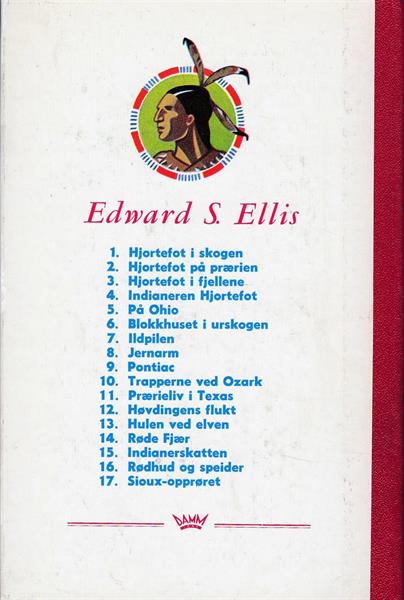 Edward S. Ellis
1. Hjortefot i skogen
2. Hjortefot på prærien
3. Hjortefot i fjellene
4. Indianeren Hjortefot
5. På Ohio
6. Blokkhuset i urskogen
7. Ildpilen
8. Jernarm
9. Pontiac
10. Trapperne ved Ozark
11. Prærieliv i Texas
12. Høvdingens flukt
13. Hulen ved elven
14. Røde Fjær
15. Indianerskatten
16. Rødhud og speider
17. Sioux-opprøret
DAMM